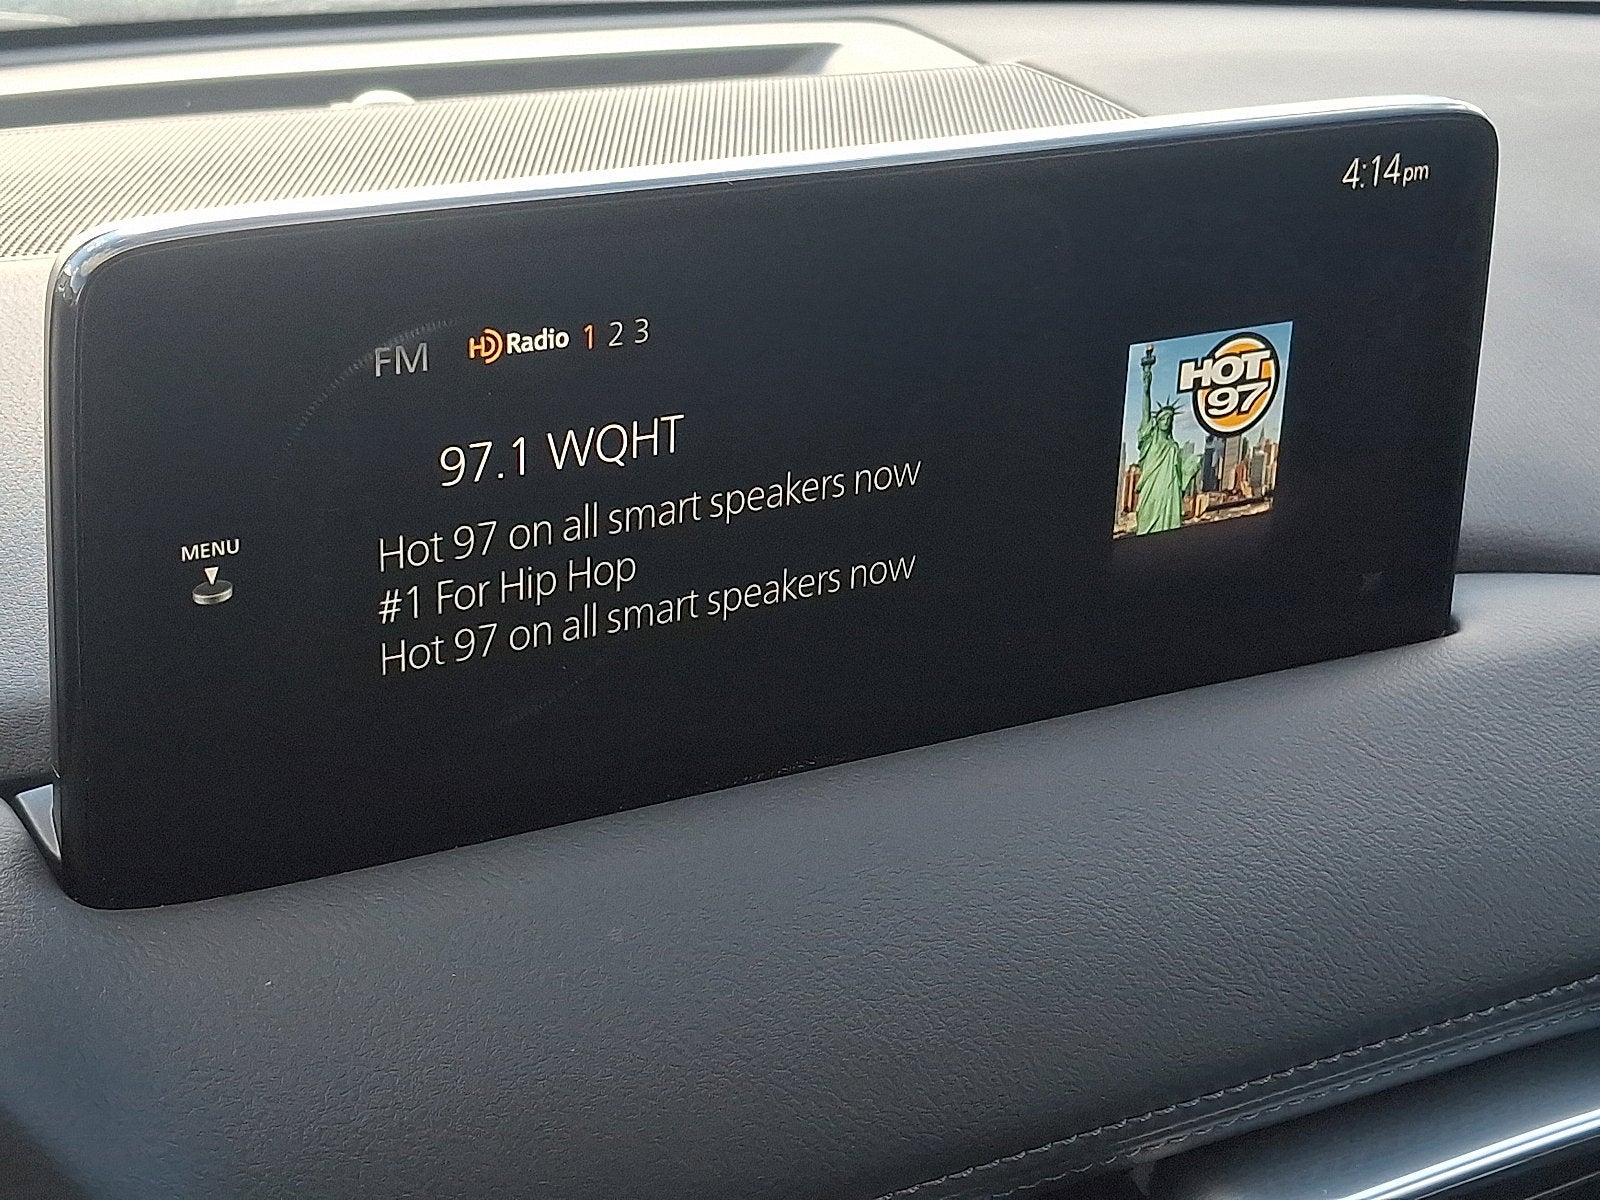 4:14pm
FM HD Radio 1 2 3
97.1 WQHT
Hot 97 on all smart speakers now
#1 For Hip Hop
Hot 97 on all smart speakers now
MENU
HOT
97